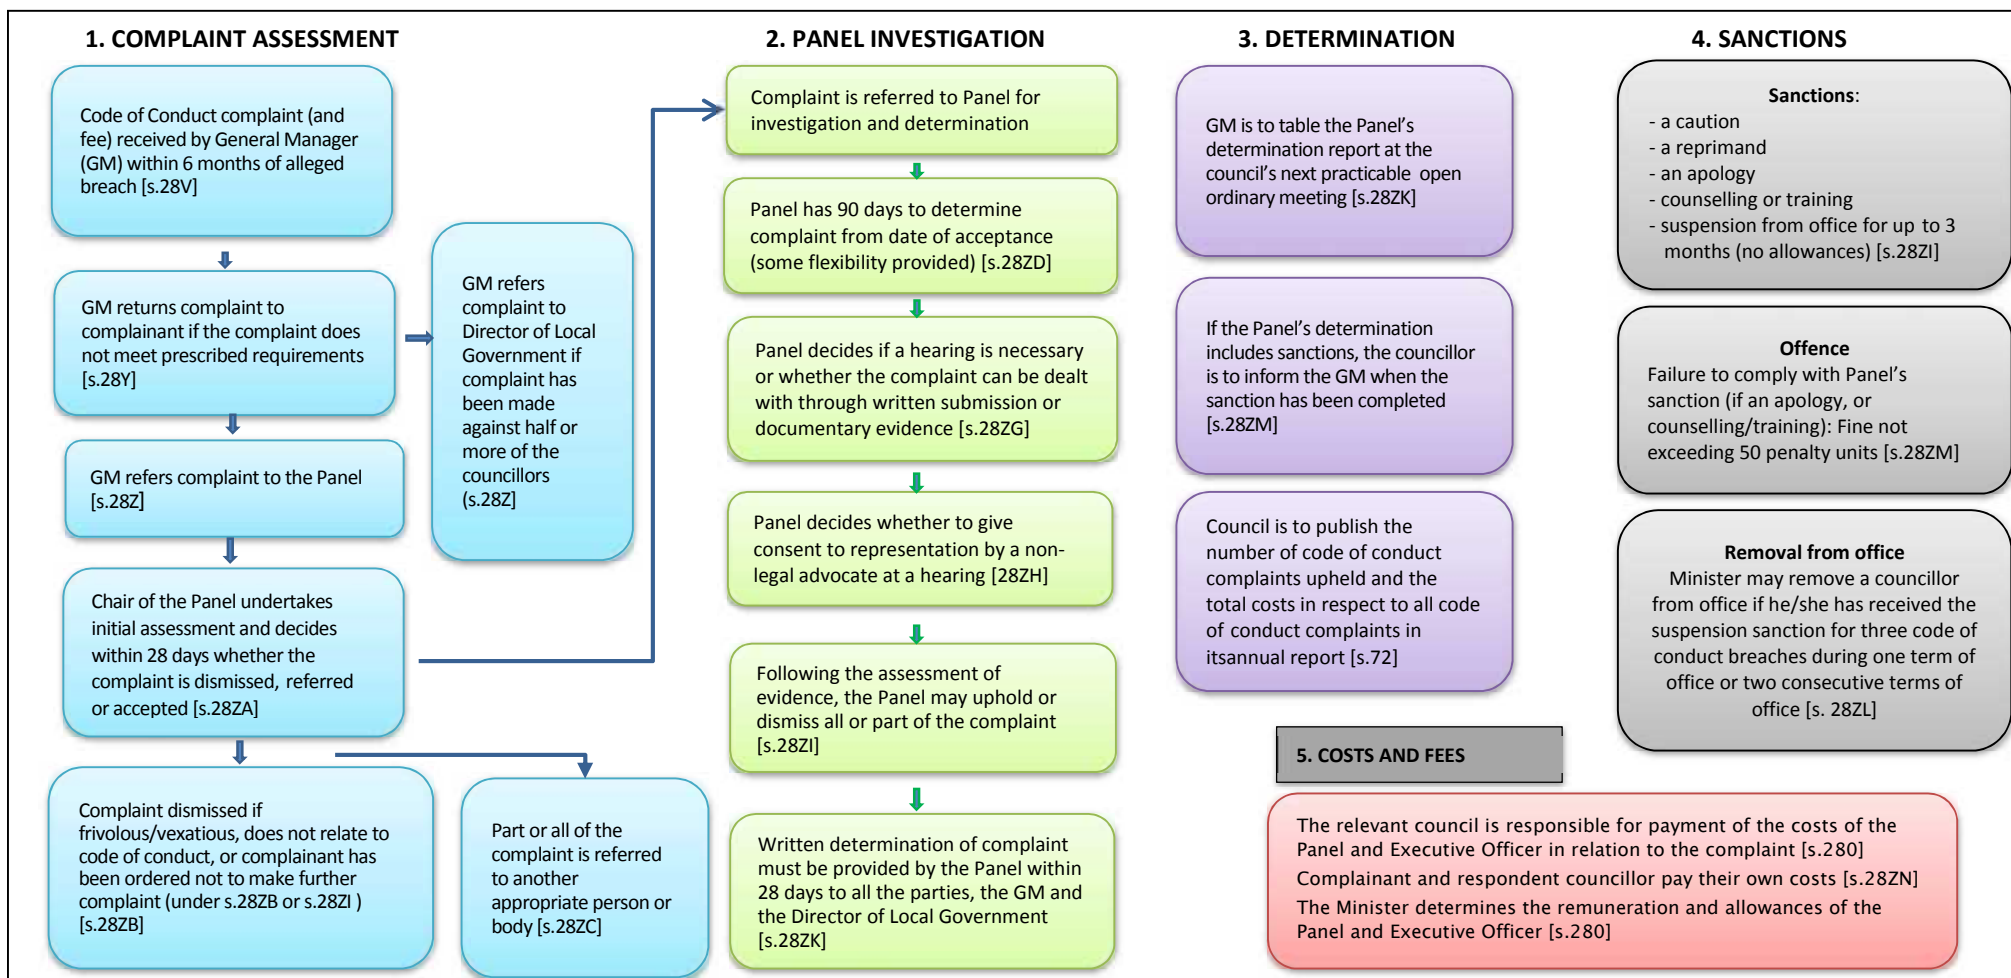 1. COMPLAINT ASSESSMENT
Code of Conduct complaint (and
fee) received by General Manager
(GM) within 6 months of alleged
breach [s.28V]
GM returns complaint to
complainant if the complaint does
not meet prescribed requirements
[s.28Y]
GM refers
complaint to
Director of Local
Government if
complaint has
been made
against half or
more of the
councillors
(s.28Z]
GM refers complaint to the Panel
[s.28Z]
Chair of the Panel undertakes
initial assessment and decides
within 28 days whether the
complaint is dismissed, referred
or accepted [s.28ZA]
Complaint dismissed if
frivolous/vexatious, does not relate to
code of conduct, or complainant has
been ordered not to make further
complaint (under s.28ZB or s.28ZI )
[s.28ZB]
Part or all of the
complaint is referred
to another
appropriate person or
body [s.28ZC]
2. PANEL INVESTIGATION
Complaint is referred to Panel for
investigation and determination
Panel has 90 days to determine
complaint from date of acceptance
(some flexibility provided) [s.28ZD]
Panel decides if a hearing is necessary
or whether the complaint can be dealt
with through written submission or
documentary evidence [s.28ZG]
Panel decides whether to give
consent to representation by a non-
legal advocate at a hearing [28ZH]
Following the assessment of
evidence, the Panel may uphold or
dismiss all or part of the complaint
[s.28ZI]
Written determination of complaint
must be provided by the Panel within
28 days to all the parties, the GM and
the Director of Local Government
[s.28ZK]
3. DETERMINATION
GM is to table the Panel’s
determination report at the
council’s next practicable open
ordinary meeting [s.28ZK]
If the Panel’s determination
includes sanctions, the councillor
is to inform the GM when the
sanction has been completed
[s.28ZM]
Council is to publish the
number of code of conduct
complaints upheld and the
total costs in respect to all code
of conduct complaints in
itsannual report [s.72]
4. SANCTIONS
Sanctions:
- a caution
- a reprimand
- an apology
- counselling or training
- suspension from office for up to 3
months (no allowances) [s.28ZI]
Offence
Failure to comply with Panel’s
sanction (if an apology, or
counselling/training): Fine not
exceeding 50 penalty units [s.28ZM]
Removal from office
Minister may remove a councillor
from office if he/she has received the
suspension sanction for three code of
conduct breaches during one term of
office or two consecutive terms of
office [s. 28ZL]
5. COSTS AND FEES
The relevant council is responsible for payment of the costs of the
Panel and Executive Officer in relation to the complaint [s.280]
Complainant and respondent councillor pay their own costs [s.28ZN]
The Minister determines the remuneration and allowances of the
Panel and Executive Officer [s.280]